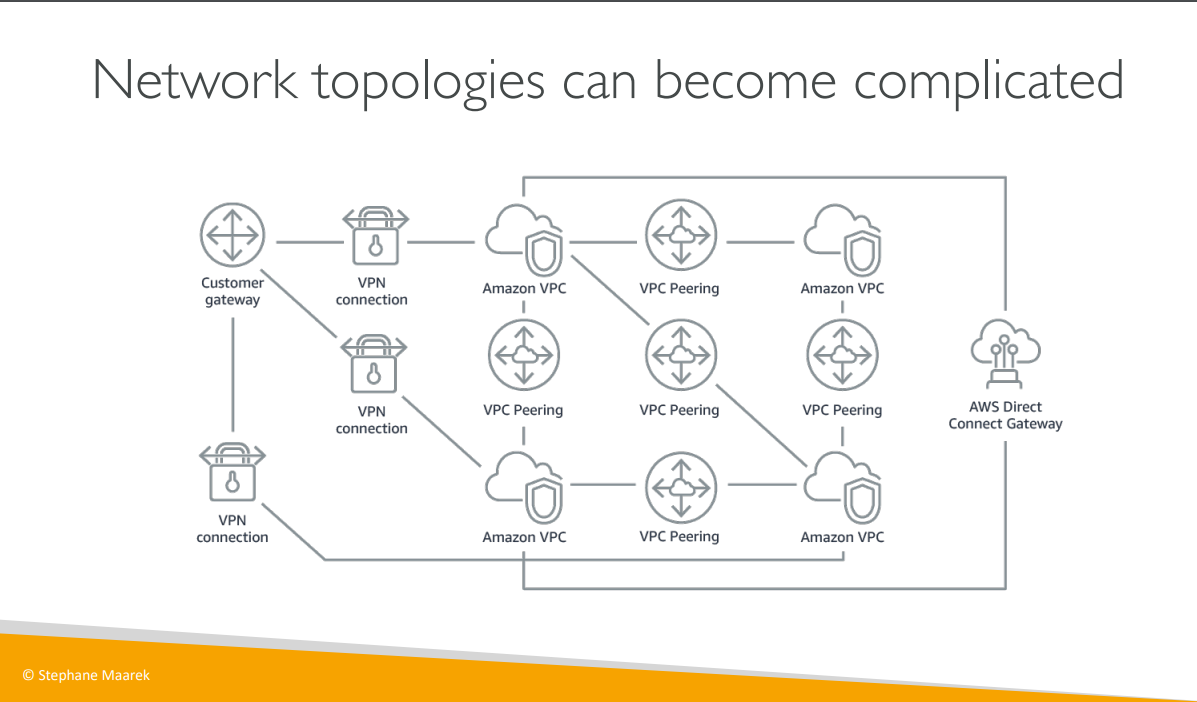 Network topologies can become complicated
Customer
gateway
VPN
connection
Amazon VPC
VPC Peering
Amazon VPC
VPN
connection
VPC Peering
VPC Peering
VPC Peering
AWS Direct
Connect Gateway
VPN
connection
Amazon VPC
VPC Peering
Amazon VPC
© Stephane Maarek